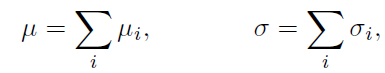 μ = ∑_i μ_i, σ = ∑_i σ_i,